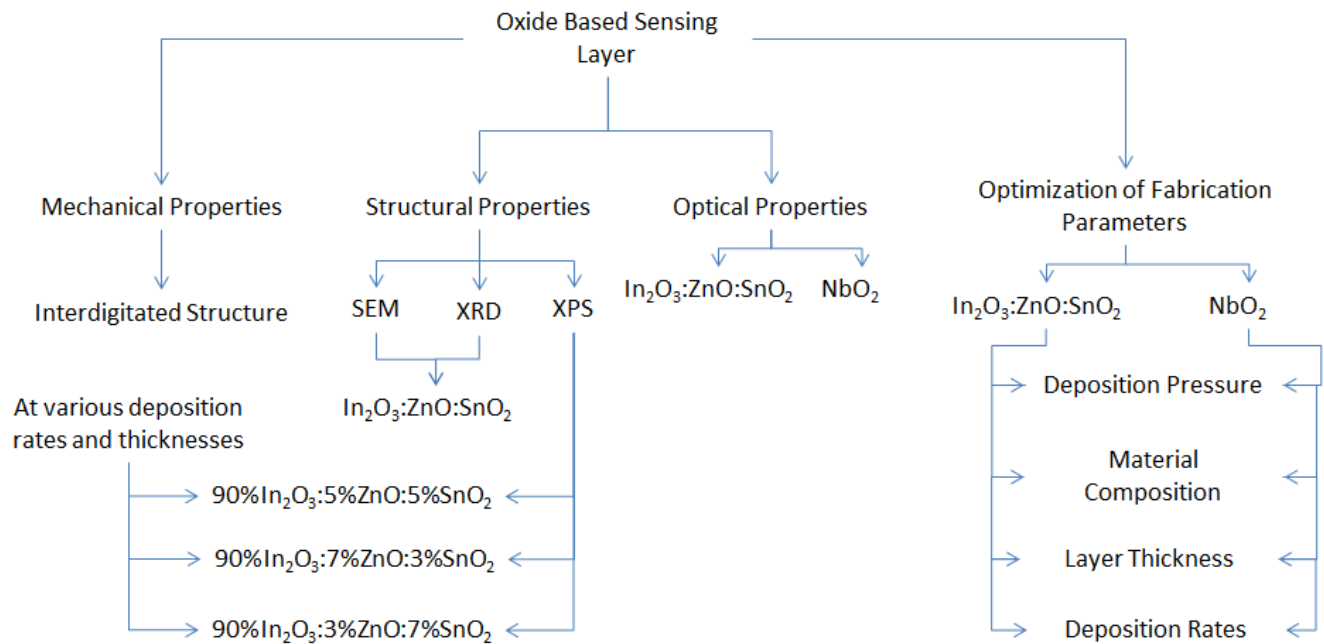 Oxide Based Sensing
Layer
Mechanical Properties
Structural Properties
Optical Properties
Optimization of Fabrication
Parameters
Interdigitated Structure
SEM
XRD
XPS
In₂O₃:ZnO:SnO₂
NbO₂
In₂O₃:ZnO:SnO₂
NbO₂
At various deposition
rates and thicknesses
In₂O₃:ZnO:SnO₂
90%In₂O₃:5%ZnO:5%SnO₂
90%In₂O₃:7%ZnO:3%SnO₂
90%In₂O₃:3%ZnO:7%SnO₂
Deposition Pressure
Material
Composition
Layer Thickness
Deposition Rates